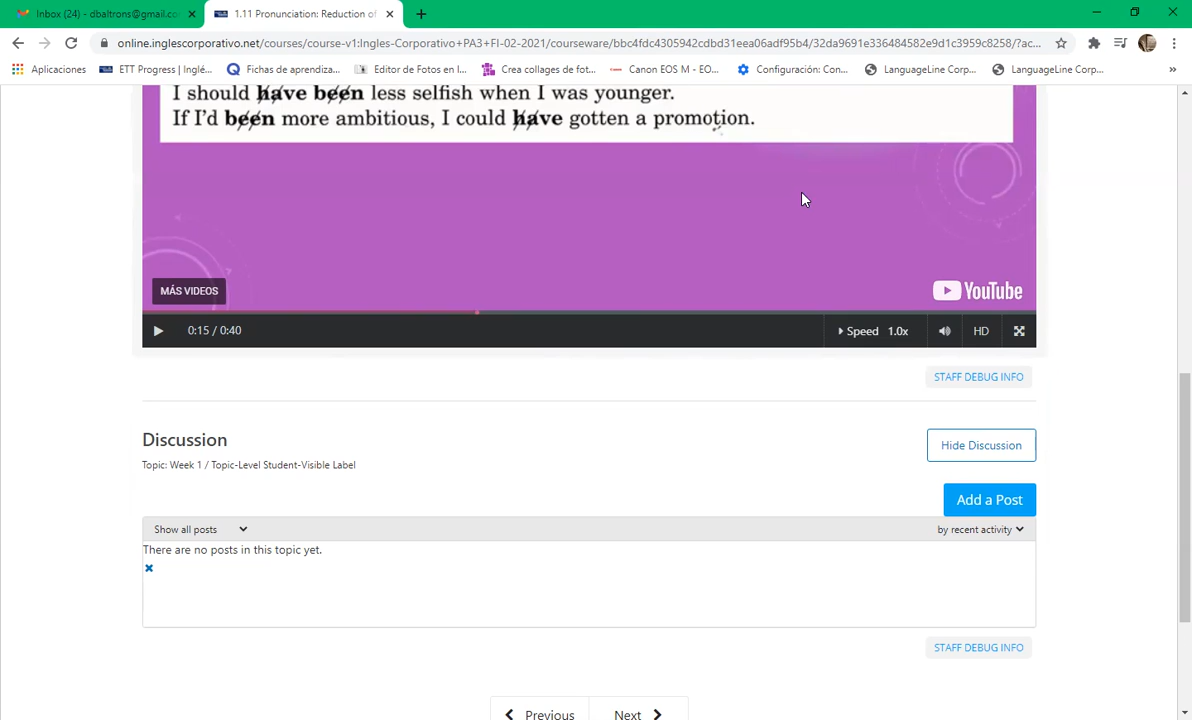 Inbox (24) - dbaltrons@gmail.co
1.11 Pronunciation: Reduction of
online.inglescorporativo.net/courses/course-v1:Ingles-Corporativo+PA3+FI-02-2021/courseware/bbc4fdc4305942cdbd31eea06adf95b4/32da9691e336484582e9d1c3959c8258/?ac...
Aplicaciones ETT Progress | Inglé... Fichas de aprendiza... Editor de Fotos en l... Crea collages de fot... Canon EOS M - EO... Configuración: Con... LanguageLine Corp... LanguageLine Corp... »
I should have been less selfish when I was younger.
If I'd been more ambitious, I could have gotten a promotion.
MÁS VIDEOS
YouTube
0:15 / 0:40 Speed 1.0x HD
STAFF DEBUG INFO
Discussion
Hide Discussion
Topic: Week 1 / Topic-Level Student-Visible Label
Add a Post
Show all posts by recent activity
There are no posts in this topic yet.
STAFF DEBUG INFO
Previous Next